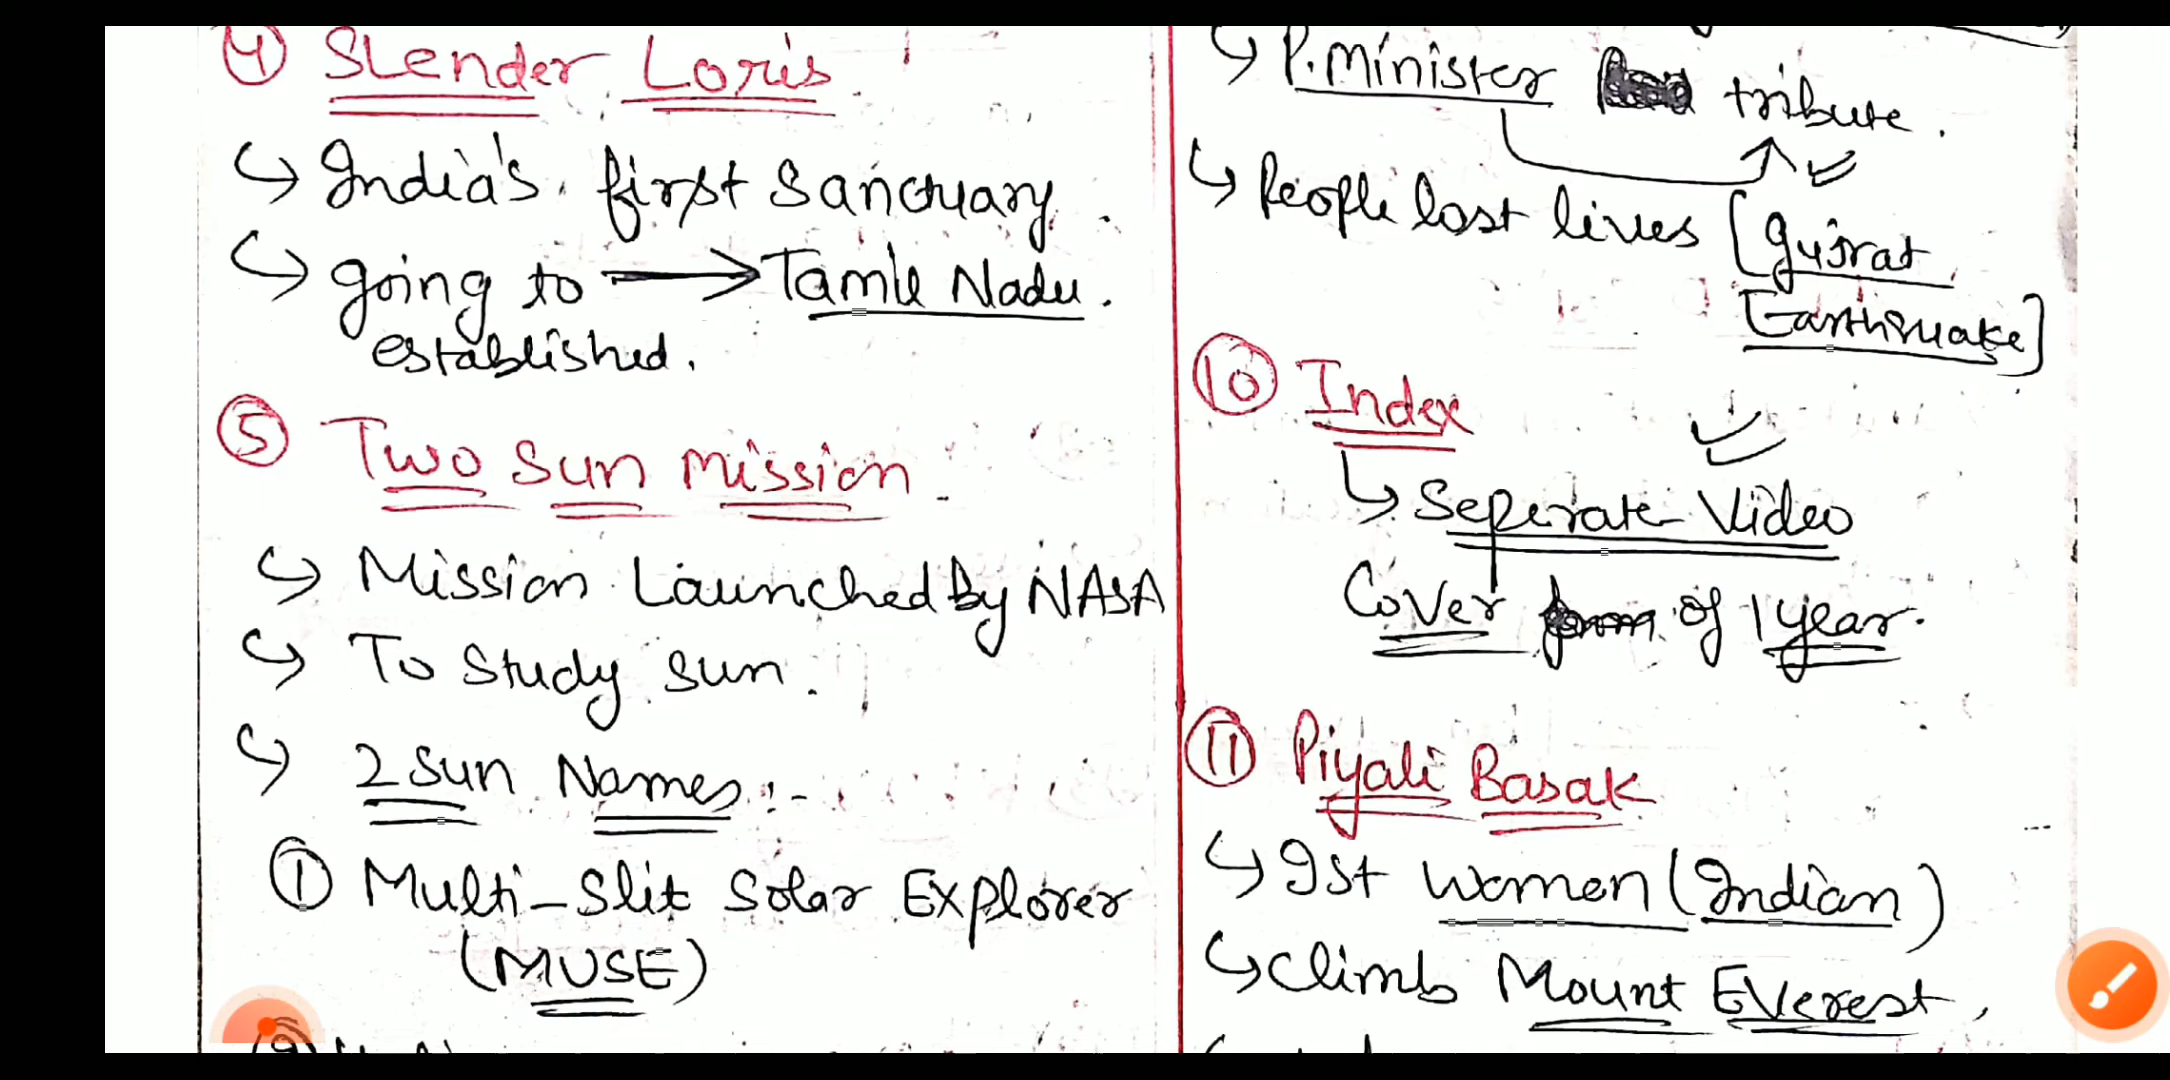 4 Slender Loris
↳ India's first Sanctuary.
↳ going to → Tamil Nadu.
established.
5 Two Sun Mission
↳ Mission Launched by NASA
↳ To Study Sun.
↳ 2 Sun Names:-
① Multi-Slit Solar Explorer
(MUSE)
↳ P. Minister tribute.
↳ People lost lives [Gujrat
Earthquake]
10 Index
↳ Seperate Video
Cover of 1 year.
11 Piyali Basak
↳ Ist women (Indian)
↳ Climb Mount Everest,